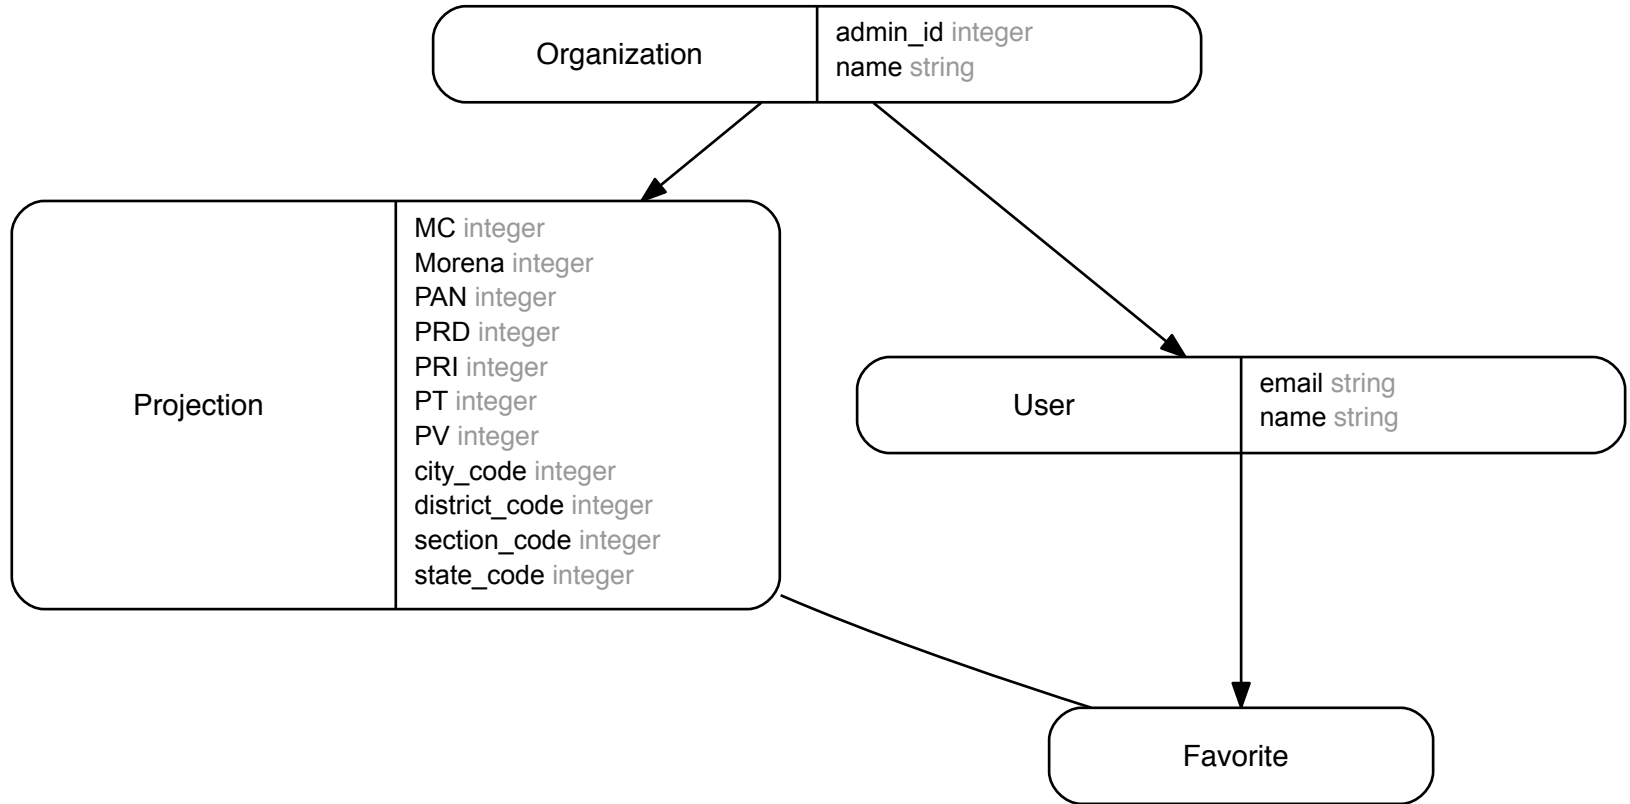 Organization
admin_id integer
name string
Projection
MC integer
Morena integer
PAN integer
PRD integer
PRI integer
PT integer
PV integer
city_code integer
district_code integer
section_code integer
state_code integer
User
email string
name string
Favorite